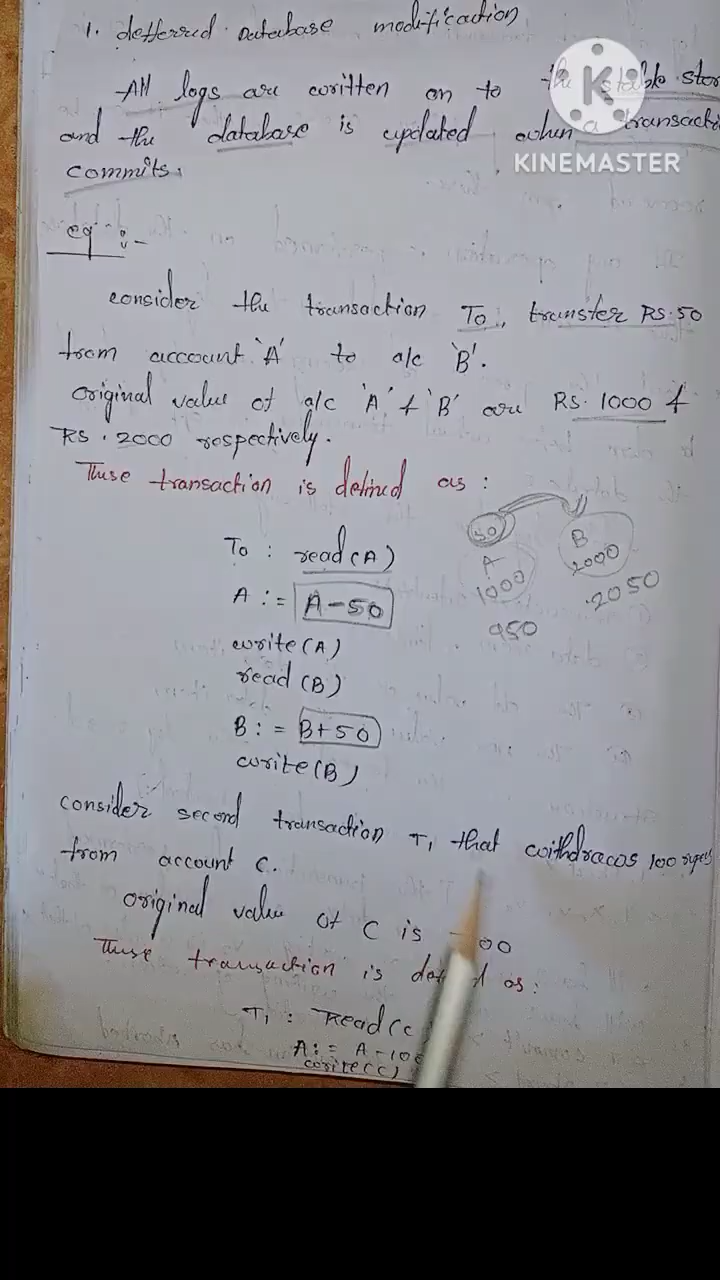 1. defferred Database modification
All logs are written on to the stable stor
KINEMASTER
and the database is updated when a transacti
commits.
eg :-
consider the transaction To, transfer RS.50
from account 'A' to a/c 'B'.
original value of a/c 'A' & 'B' are RS. 1000 &
RS. 2000 respectively.
These transaction is defined as :
To : read(A)
A := A-50
write(A)
read(B)
B := B+50
write(B)
50
A
1000
950
B
2000
2050
consider second transaction T1 that withdraws 100 rupees
from account C.
original value of C is 00
These transaction is as:
T1 : Read(c
A := A-100
write(c)